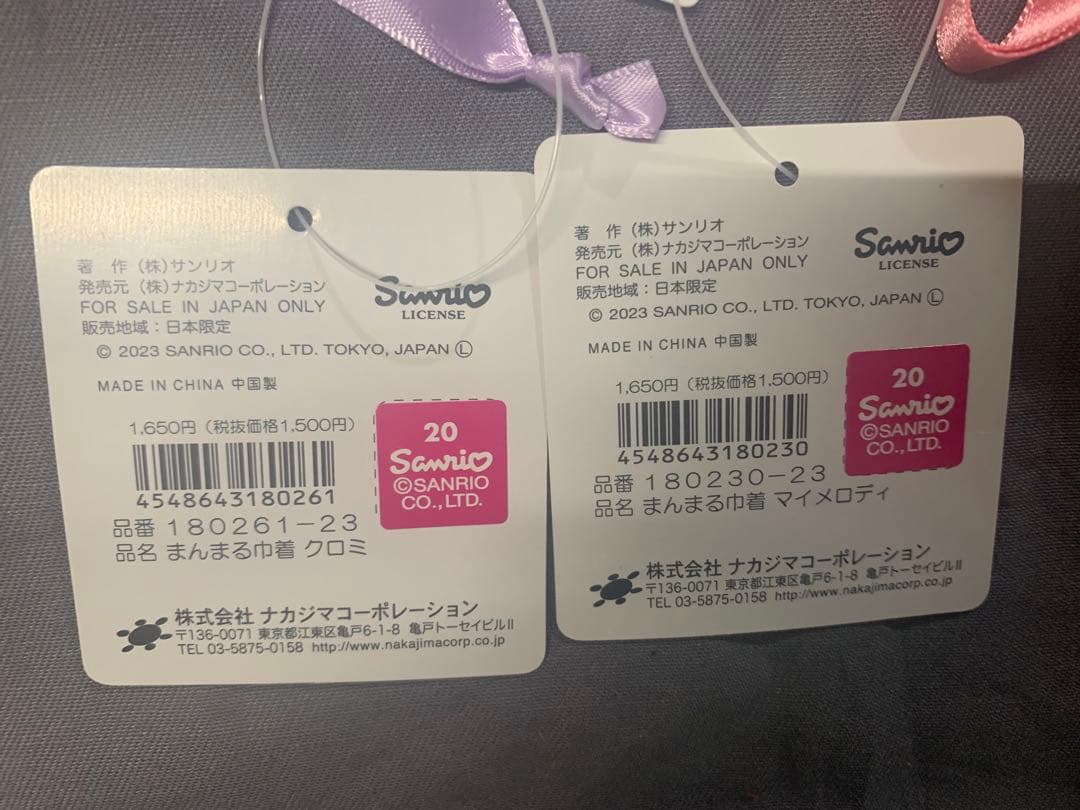 著 作 (株)サンリオ
発売元 (株)ナカジマコーポレーション
FOR SALE IN JAPAN ONLY
販売地域：日本限定
Sanrio
LICENSE
© 2023 SANRIO CO., LTD. TOKYO, JAPAN Ⓛ
MADE IN CHINA 中国製
1,650円（税抜価格1,500円）
4548643180261
20
Sanrio
©SANRIO
CO.,LTD.
品番 180261−23
品名 まんまる巾着 クロミ
株式会社 ナカジマコーポレーション
〒136-0071 東京都江東区亀戸6-1-8 亀戸トーセイビルⅡ
TEL 03-5875-0158 http://www.nakajimacorp.co.jp
著 作 (株)サンリオ
発売元 (株)ナカジマコーポレーション
FOR SALE IN JAPAN ONLY
販売地域：日本限定
Sanrio
LICENSE
© 2023 SANRIO CO., LTD. TOKYO, JAPAN Ⓛ
MADE IN CHINA 中国製
1,650円（税抜価格1,500円）
4548643180230
20
Sanrio
©SANRIO
CO.,LTD.
品番 180230−23
品名 まんまる巾着 マイメロディ
株式会社 ナカジマコーポレーション
〒136-0071 東京都江東区亀戸6-1-8 亀戸トーセイビルⅡ
TEL 03-5875-0158 http://www.nakajimacorp.co.jp